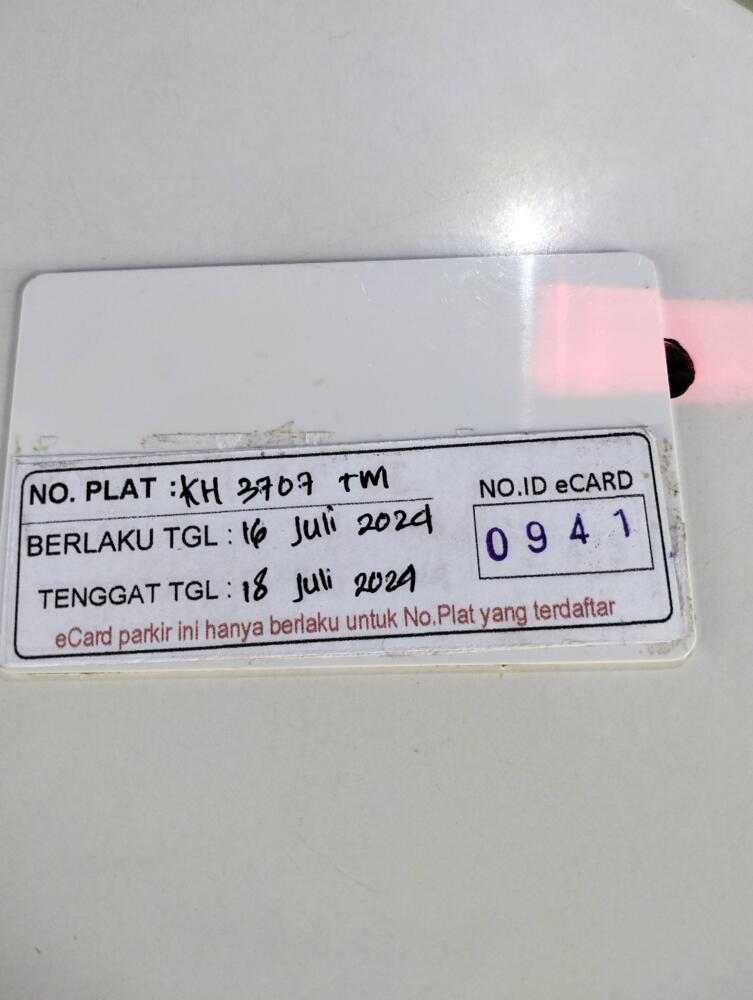 NO. PLAT : KH 3707 TM
NO.ID eCARD
BERLAKU TGL : 16 Juli 2024
0941
TENGGAT TGL : 18 Juli 2024
eCard parkir ini hanya berlaku untuk No.Plat yang terdaftar